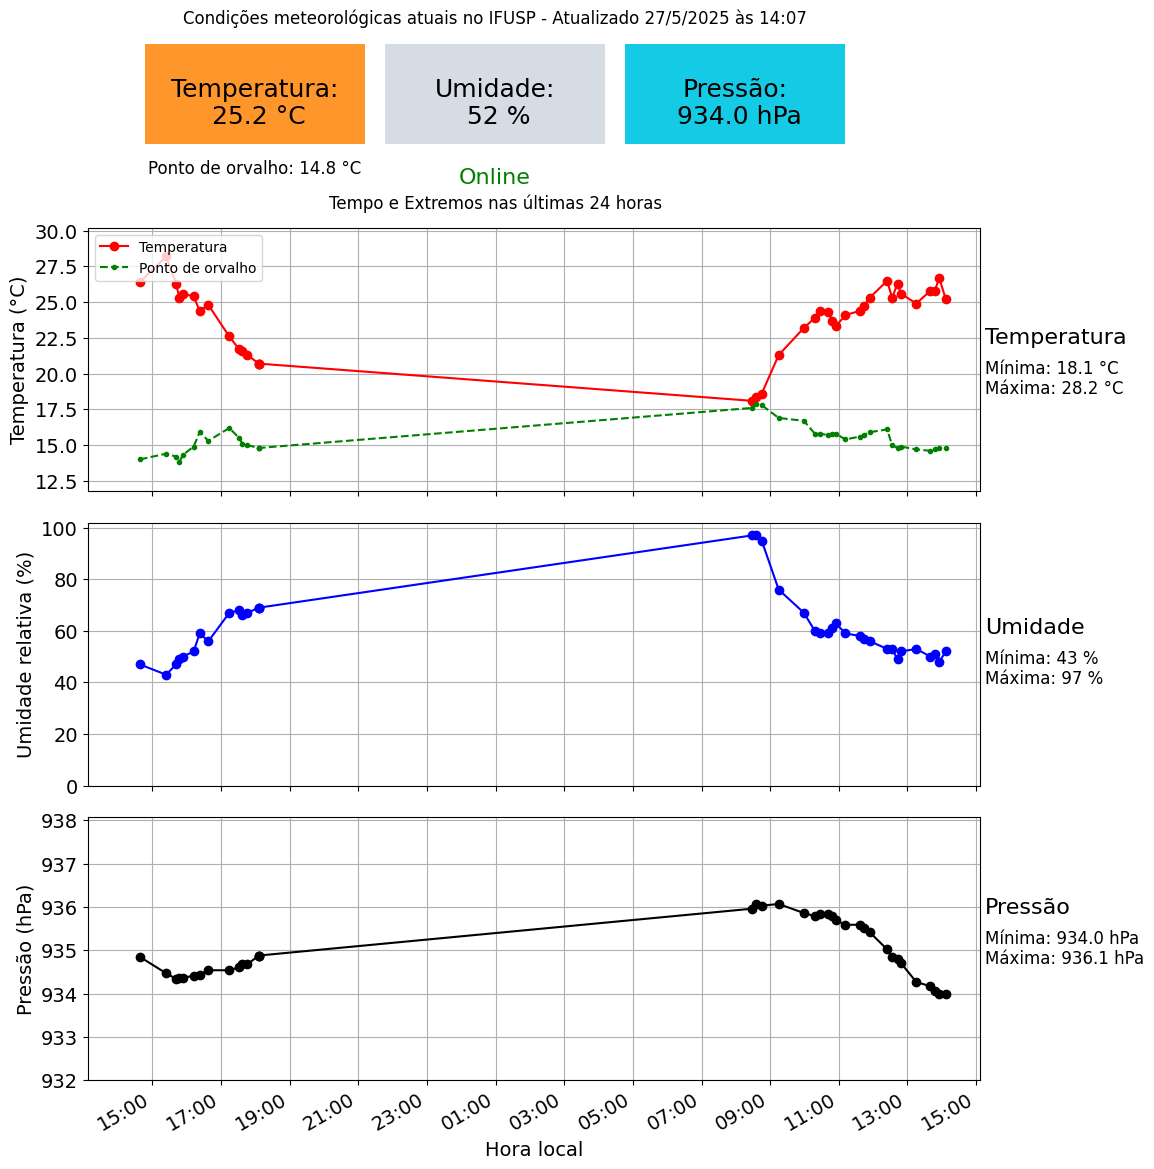 Condições meteorológicas atuais no IFUSP - Atualizado 27/5/2025 às 14:07
Temperatura:
25.2 °C
Umidade:
52 %
Pressão:
934.0 hPa
Ponto de orvalho: 14.8 °C
Online
Tempo e Extremos nas últimas 24 horas
Temperatura
Ponto de orvalho
Temperatura (°C)
30.0
27.5
25.0
22.5
20.0
17.5
15.0
12.5
Temperatura
Mínima: 18.1 °C
Máxima: 28.2 °C
Umidade relativa (%)
100
80
60
40
20
0
Umidade
Mínima: 43 %
Máxima: 97 %
Pressão (hPa)
938
937
936
935
934
933
932
Pressão
Mínima: 934.0 hPa
Máxima: 936.1 hPa
15:00 17:00 19:00 21:00 23:00 01:00 03:00 05:00 07:00 09:00 11:00 13:00 15:00
Hora local